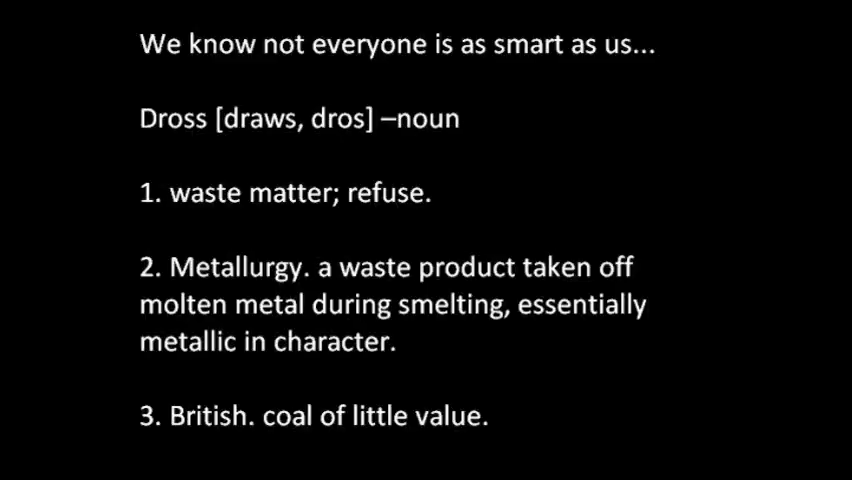 We know not everyone is as smart as us...
Dross [draws, dros] –noun
1. waste matter; refuse.
2. Metallurgy. a waste product taken off
molten metal during smelting, essentially
metallic in character.
3. British. coal of little value.